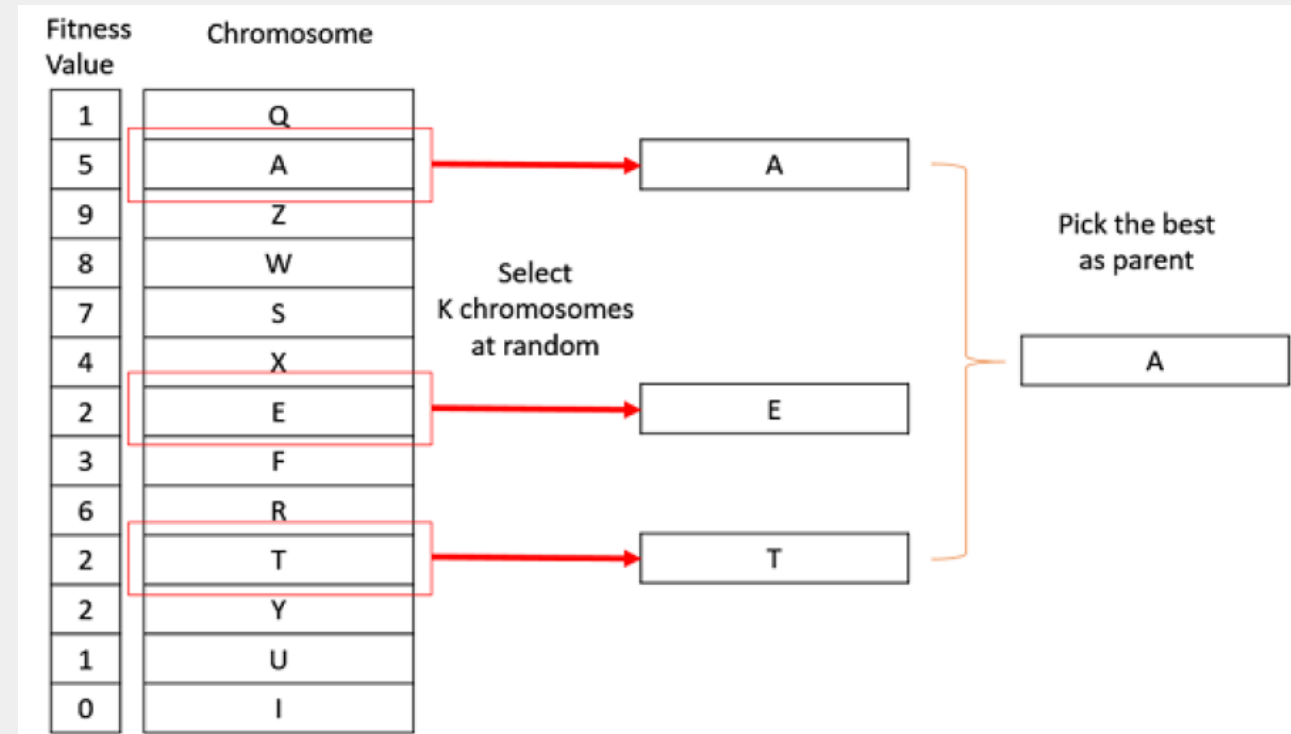 Fitness
Value
Chromosome
1 Q
5 A
9 Z
8 W
7 S
4 X
2 E
3 F
6 R
2 T
2 Y
1 U
0 I
Select
K chromosomes
at random
A
E
T
Pick the best
as parent
A